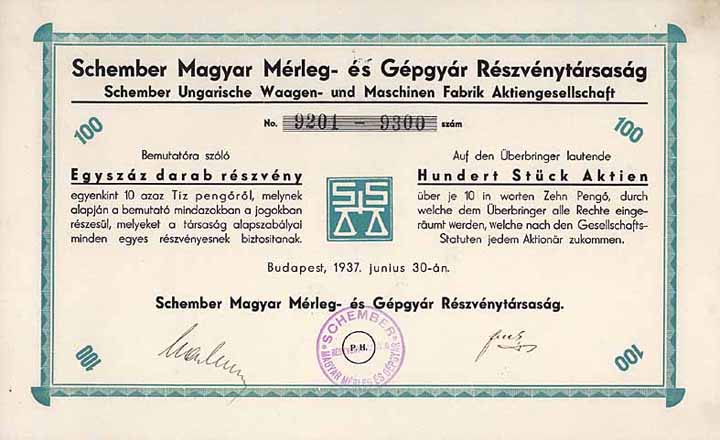 Schember Magyar Mérleg- és Gépgyár Részvénytársaság
Schember Ungarische Waagen- und Maschinen Fabrik Aktiengesellschaft
100
No. 9201 - 9300 szám
100
Bemutatóra szóló
Egyszáz darab részvény
egyenkint 10 azaz Tiz pengőről, melynek
alapján a bemutató mindazokban a jogokban
részesül, melyeket a társaság alapszabályai
minden egyes részvényesnek biztositanak.
S S
Auf den Überbringer lautende
Hundert Stück Aktien
über je 10 in worten Zehn Pengő, durch
welche dem Überbringer alle Rechte einge-
räumt werden, welche nach den Gesellschafts-
Statuten jedem Aktionär zukommen.
Budapest, 1937. junius 30-án.
Schember Magyar Mérleg- és Gépgyár Részvénytársaság.
SCHEMBER
P. H.
MAGYAR MÉRLEG ÉS GÉPGYÁR
100
100